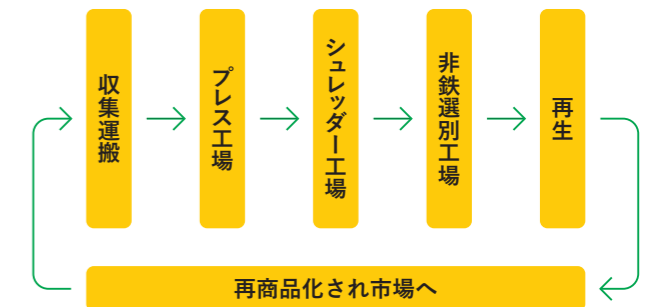 収集運搬
プレス工場
シュレッダー工場
非鉄選別工場
再生
再商品化され市場へ